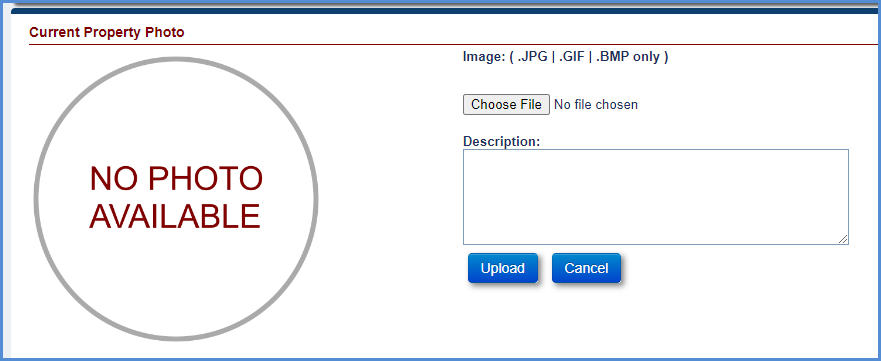 Current Property Photo
NO PHOTO
AVAILABLE
Image: ( .JPG | .GIF | .BMP only )
Choose File No file chosen
Description:
Upload Cancel